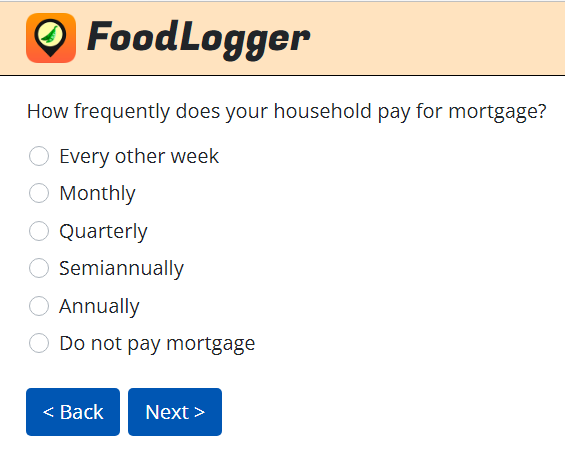 FoodLogger
How frequently does your household pay for mortgage?
Every other week
Monthly
Quarterly
Semiannually
Annually
Do not pay mortgage
< Back
Next >